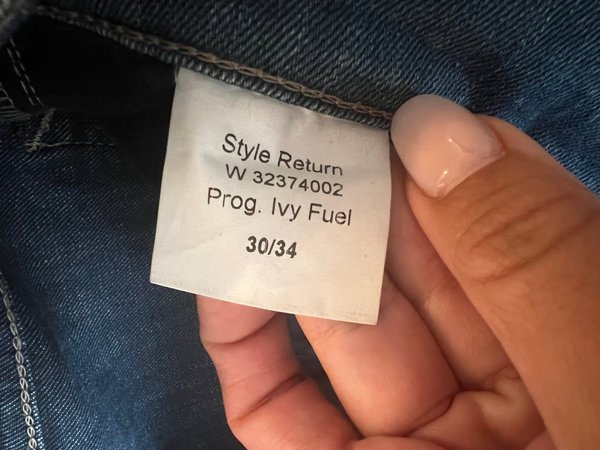 Style Return
W 32374002
Prog. Ivy Fuel
30/34